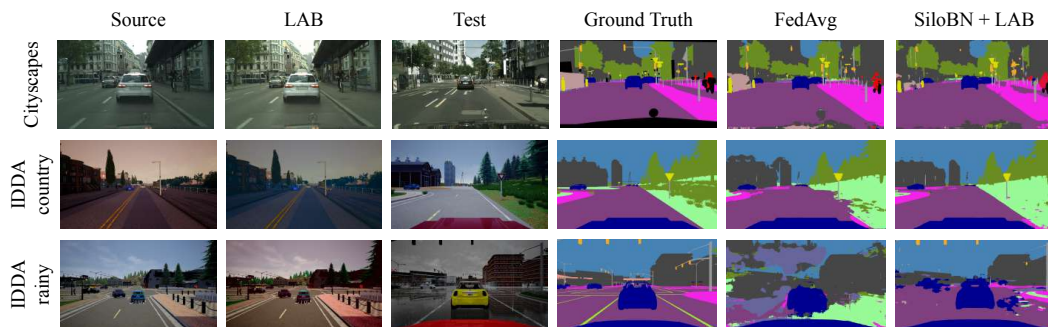 Source LAB Test Ground Truth FedAvg SiloBN + LAB
Cityscapes
IDDA
country
IDDA
rainy